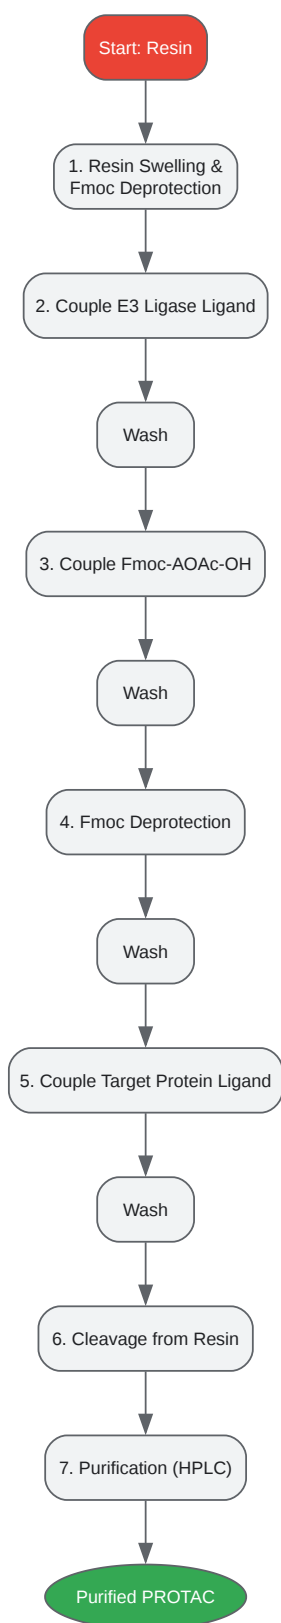 Start: Resin
1. Resin Swelling &
Fmoc Deprotection
2. Couple E3 Ligase Ligand
Wash
3. Couple Fmoc-AOAc-OH
Wash
4. Fmoc Deprotection
Wash
5. Couple Target Protein Ligand
Wash
6. Cleavage from Resin
7. Purification (HPLC)
Purified PROTAC